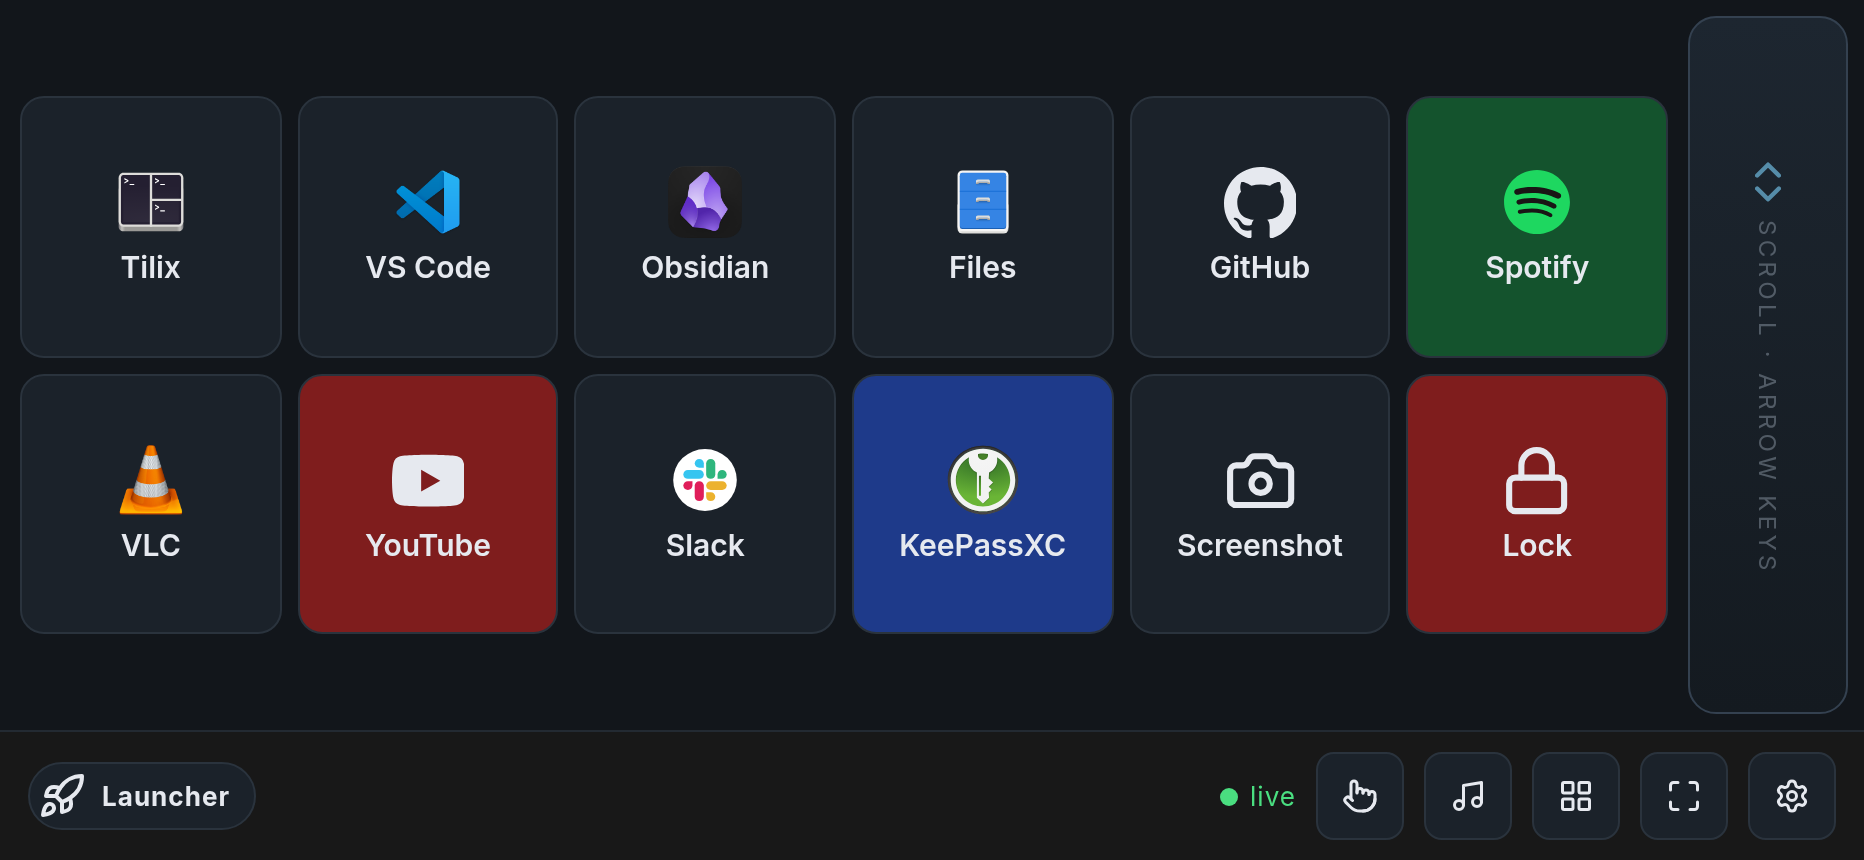 Tilix
VS Code
Obsidian
Files
GitHub
Spotify
VLC
YouTube
Slack
KeePassXC
Screenshot
Lock
SCROLL · ARROW KEYS
Launcher
live